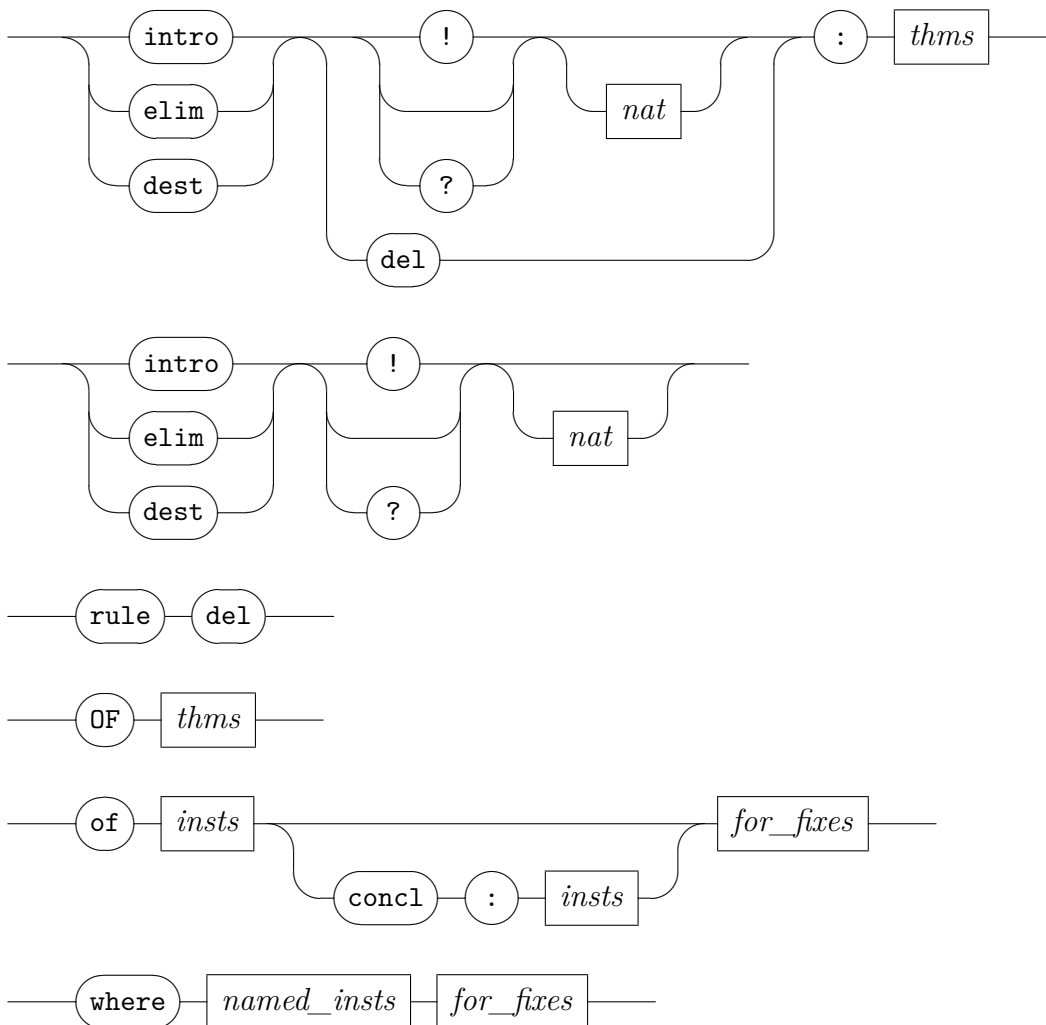 intro ! : thms
elim nat
dest ?
del
intro !
elim nat
dest ?
rule del
OF thms
of insts for_fixes
concl : insts
where named_insts for_fixes